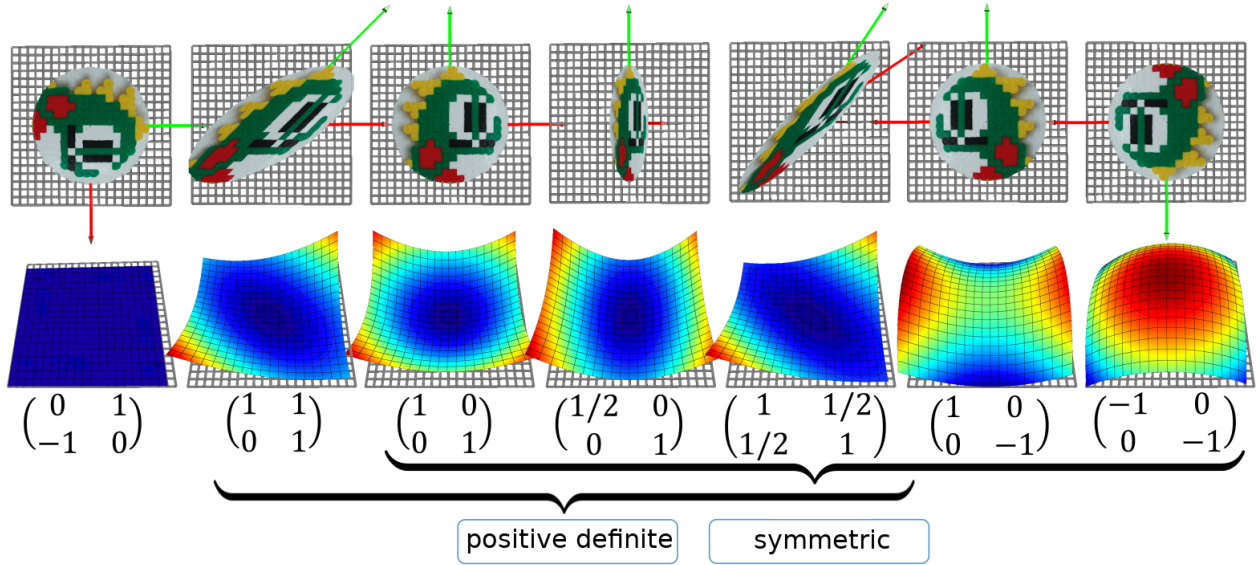 0 1 1 1 1 0 1/2 0 1 1/2 1 0 −1 0
−1 0 0 1 0 1 0 1 1/2 1 0 −1 0 −1
positive definite symmetric